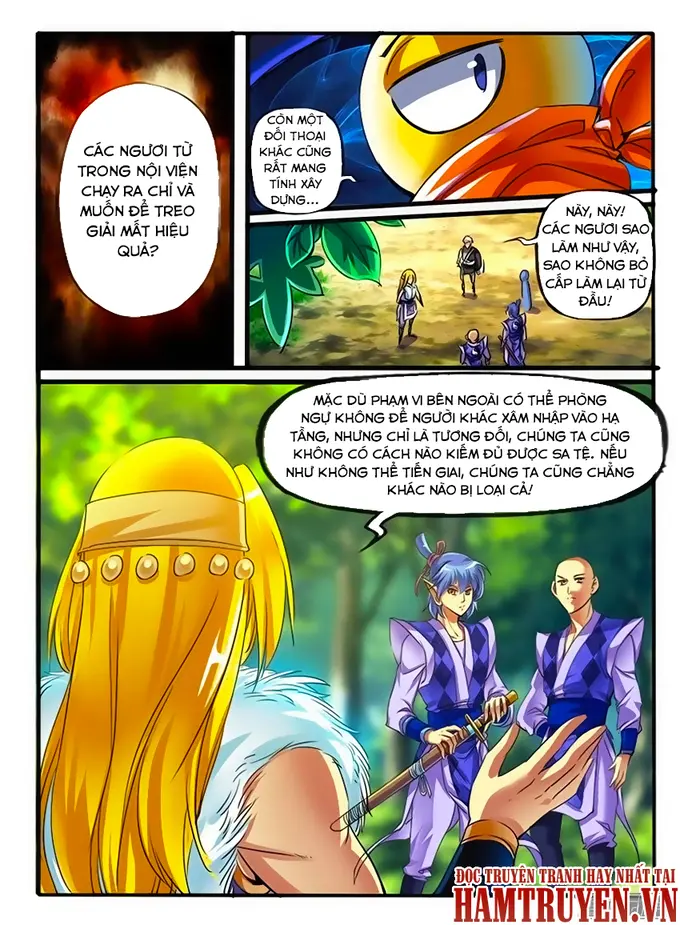 CÁC NGƯƠI TỪ
TRONG NỘI VIỆN
CHẠY RA CHỈ VÀ
MUỐN ĐỂ TREO
GIẢI MẤT HIỆU
QUẢ?
CÒN MỘT
ĐỐI THOẠI
KHÁC CŨNG
RẤT MANG
TÍNH XÂY
DỰNG...
NÀY, NÀY!
CÁC NGƯƠI SAO
LÀM NHƯ VẬY,
SAO KHÔNG BỎ
CẤP LÀM LẠI TỪ
ĐẦU!
MẶC DÙ PHẠM VI BÊN NGOÀI CÓ THỂ PHÒNG
NGỰ KHÔNG ĐỂ NGƯỜI KHÁC XÂM NHẬP VÀO HẠ
TẦNG, NHƯNG CHỈ LÀ TƯƠNG ĐỐI, CHÚNG TA CŨNG
KHÔNG CÓ CÁCH NÀO KIẾM ĐỦ ĐƯỢC SA TỆ. NẾU
NHƯ KHÔNG THỂ TIẾN GIAI, CHÚNG TA CŨNG CHẲNG
KHÁC NÀO BỊ LOẠI CẢ!
ĐỌC TRUYỆN TRANH HAY NHẤT TẠI
HAMTRUYEN.VN